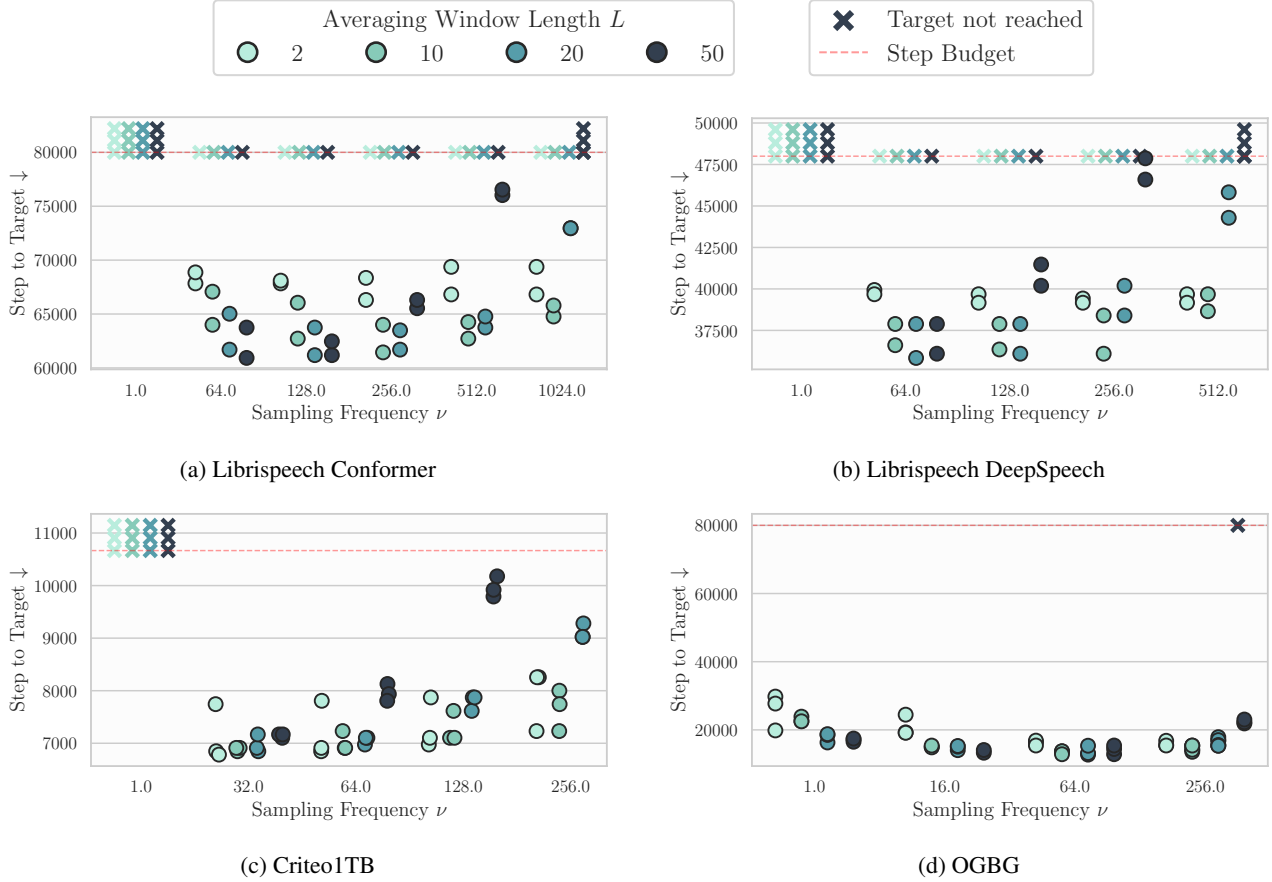 Averaging Window Length L
2 10 20 50
Target not reached
Step Budget
Step to Target ↓
80000
75000
70000
65000
60000
1.0 64.0 128.0 256.0 512.0 1024.0
Sampling Frequency ν
(a) Librispeech Conformer
Step to Target ↓
50000
47500
45000
42500
40000
37500
1.0 64.0 128.0 256.0 512.0
Sampling Frequency ν
(b) Librispeech DeepSpeech
Step to Target ↓
11000
10000
9000
8000
7000
1.0 32.0 64.0 128.0 256.0
Sampling Frequency ν
(c) Criteo1TB
Step to Target ↓
80000
60000
40000
20000
1.0 16.0 64.0 256.0
Sampling Frequency ν
(d) OGBG